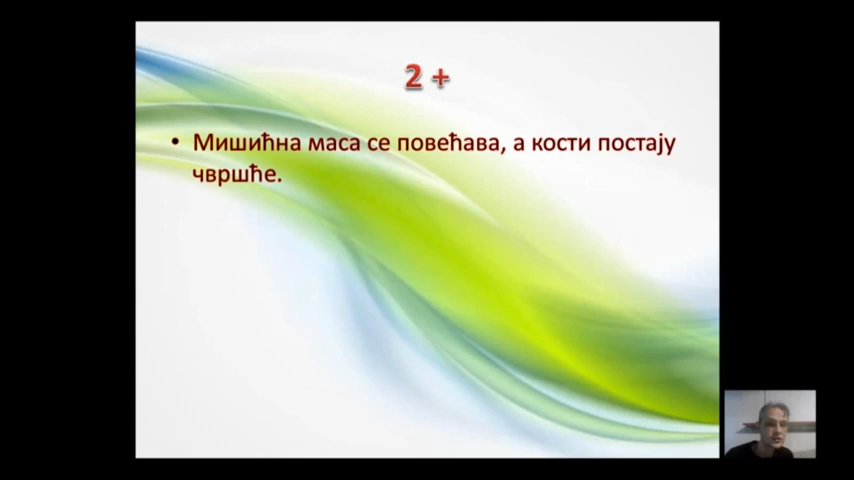 2 +
• Мишићна маса се повећава, а кости постају
чвршће.